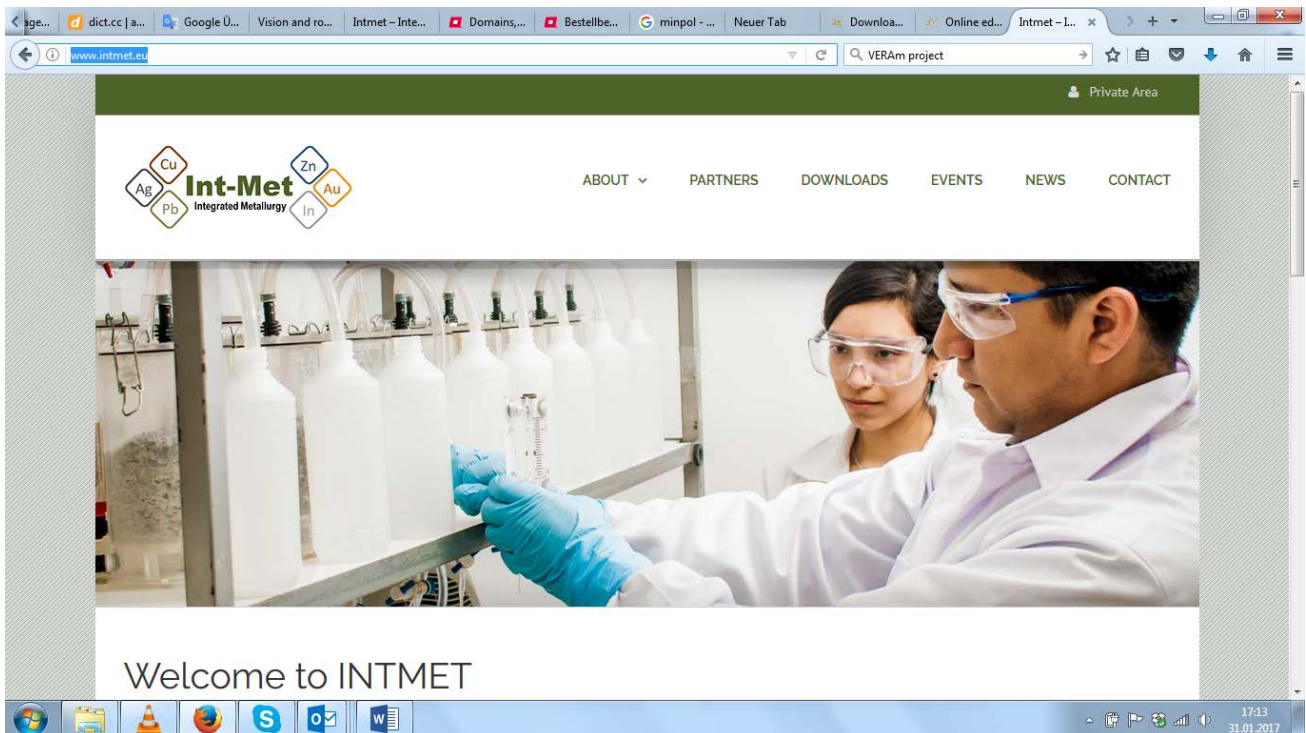 age...
dict.cc | a...
Google Ü...
Vision and ro...
Intmet – Inte...
Domains,...
Bestellbe...
minpol - ...
Neuer Tab
Downloa...
Online ed...
Intmet – I...
www.intmet.eu
VERAm project
Private Area
Cu
Zn
Ag
Int-Met
Au
Pb
Integrated Metallurgy
In
ABOUT
PARTNERS
DOWNLOADS
EVENTS
NEWS
CONTACT
Welcome to INTMET
17:13
31.01.2017